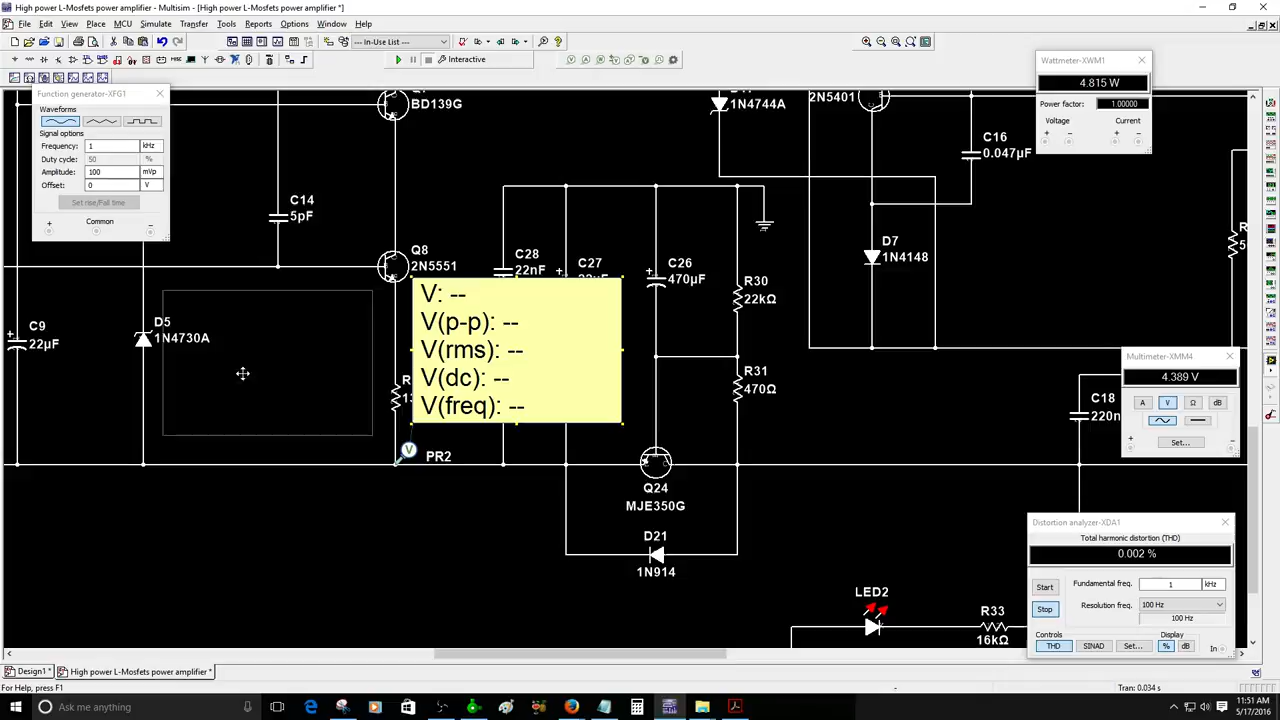 High power L-Mosfets power amplifier - Multisim - [High power L-Mosfets power amplifier *]
File Edit View Place MCU Simulate Transfer Tools Reports Options Window Help
--- In-Use List ---
Interactive
Function generator-XFG1
Waveforms
Signal options
Frequency: 1 kHz
Duty cycle: 50 %
Amplitude: 100 mVp
Offset: 0 V
Set rise/Fall time
+ Common -
BD139G
C14
5pF
Q8
2N5551
C9
22µF
D5
1N4730A
C28
22nF
C27
C26
470µF
R30
22kΩ
R31
470Ω
V: --
V(p-p): --
V(rms): --
V(dc): --
V(freq): --
V
PR2
Q24
MJE350G
D21
1N914
1N4744A
2N5401
C16
0.047µF
D7
1N4148
LED2
R33
16kΩ
C18
Wattmeter-XWM1
4.815 W
Power factor: 1.00000
Voltage Current
+ - + -
Multimeter-XMM4
4.389 V
A V Ω dB
Set...
+ -
Distortion analyzer-XDA1
Total harmonic distortion (THD)
0.002 %
Start Fundamental freq. 1 kHz
Stop Resolution freq. 100 Hz
100 Hz
Controls Display
THD SINAD Set... % dB In
Design1 * High power L-Mosfets power amplifier *
For Help, press F1
- Tran: 0.034 s
Ask me anything
11:51 AM
5/17/2016